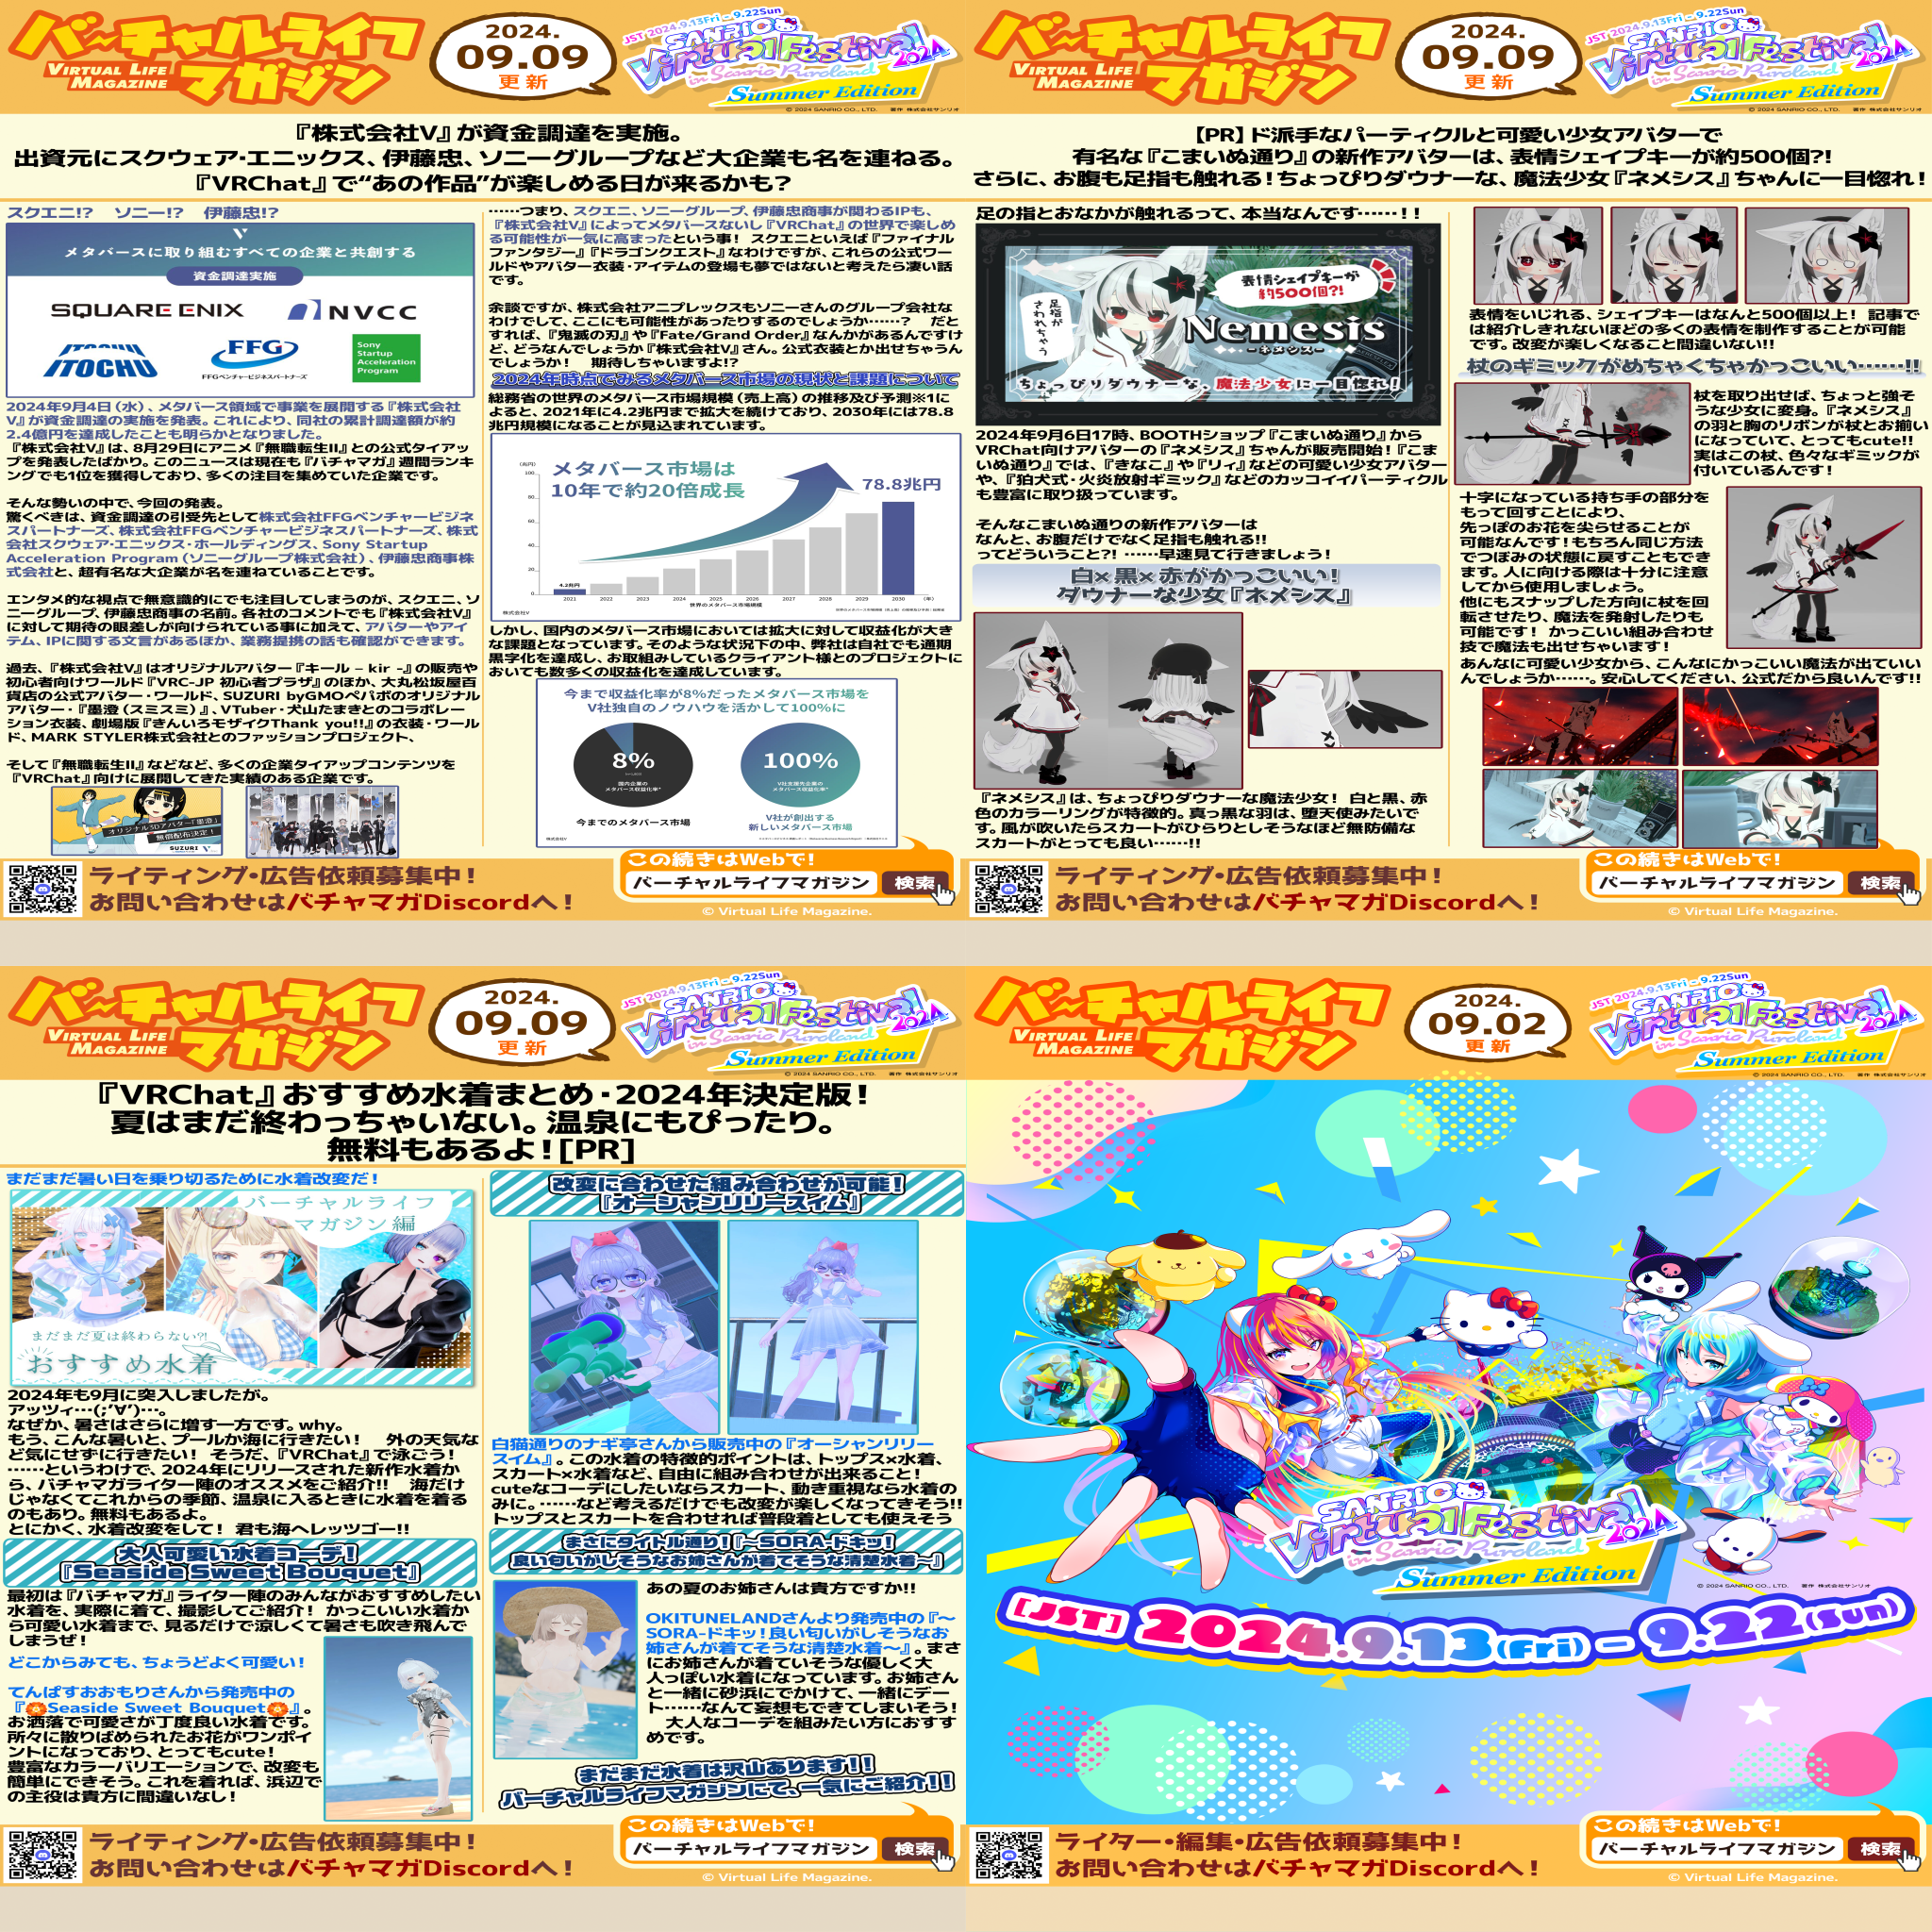 バーチャルライフ
マガジン
VIRTUAL LIFE
MAGAZINE
2024.
09.09
更新
JST 2024.9.13Fri - 9.22Sun
SANRIO
Virtual Festival
2024
in Sanrio Puroland
Summer Edition
© 2024 SANRIO CO., LTD. 著作 株式会社サンリオ
『株式会社V』が資金調達を実施。
出資元にスクウェア・エニックス、伊藤忠、ソニーグループなど大企業も名を連ねる。
『VRChat』で“あの作品”が楽しめる日が来るかも？
スクエニ!? ソニー!? 伊藤忠!?
メタバースに取り組むすべての企業と共創する
資金調達実施
SQUARE ENIX
NVCC
ITOCHU
FFG
FFGベンチャービジネスパートナーズ
Sony
Startup
Acceleration
Program
2024年9月4日（水）、メタバース領域で事業を展開する『株式会社
V』が資金調達の実施を発表。これにより、同社の累計調達額が約
2.4億円を達成したことも明らかとなりました。
『株式会社V』は、8月29日にアニメ『無職転生II』との公式タイアッ
プを発表したばかり。このニュースは現在も『バチャマガ』週間ランキ
ングでも1位を獲得しており、多くの注目を集めていた企業です。
そんな勢いの中で、今回の発表。
驚くべきは、資金調達の引受先として株式会社FFGベンチャービジネ
スパートナーズ、株式会社FFGベンチャービジネスパートナーズ、株式
会社スクウェア・エニックス・ホールディングス、Sony Startup
Acceleration Program（ソニーグループ株式会社）、伊藤忠商事株
式会社と、超有名な大企業が名を連ねていることです。
エンタメ的な視点で無意識的にでも注目してしまうのが、スクエニ、ソ
ニーグループ、伊藤忠商事の名前。各社のコメントでも『株式会社V』
に対して期待の眼差しが向けられている事に加えて、アバターやアイ
テム、IPに関する文言があるほか、業務提携の話も確認ができます。
過去、『株式会社V』はオリジナルアバター『キール – kir -』の販売や
初心者向けワールド『VRC-JP 初心者プラザ』のほか、大丸松坂屋百
貨店の公式アバター・ワールド、SUZURI byGMOペパボのオリジナル
アバター・『墨澄（スミスミ）』、VTuber・犬山たまきとのコラボレー
ション衣装、劇場版『きんいろモザイクThank you!!』の衣装・ワール
ド、MARK STYLER株式会社とのファッションプロジェクト、
そして『無職転生II』などなど、多くの企業タイアップコンテンツを
『VRChat』向けに展開してきた実績のある企業です。
オリジナル3Dアバター「墨澄」
無償配布決定！
SUZURI
……つまり、スクエニ、ソニーグループ、伊藤忠商事が関わるIPも、
『株式会社V』によってメタバースないし『VRChat』の世界で楽しめ
る可能性が一気に高まったという事！ スクエニといえば『ファイナル
ファンタジー』『ドラゴンクエスト』なわけですが、これらの公式ワー
ルドやアバター衣装・アイテムの登場も夢ではないと考えたら凄い話
です。
余談ですが、株式会社アニプレックスもソニーさんのグループ会社な
わけでして、ここにも可能性があったりするのでしょうか……？ だと
すれば、『鬼滅の刃』や『Fate/Grand Order』なんかがあるんですけ
ど、どうなんでしょうか『株式会社V』さん。公式衣装とか出せちゃうん
でしょうか！ 期待しちゃいますよ!?
2024年時点でみるメタバース市場の現状と課題について
総務省の世界のメタバース市場規模（売上高）の推移及び予測※1に
よると、2021年に4.2兆円まで拡大を続けており、2030年には78.8
兆円規模になることが見込まれています。
メタバース市場は
10年で約20倍成長
78.8兆円
（兆円）
100
80
60
40
20
0
4.2兆円
2021 2022 2023 2024 2025 2026 2027 2028 2029 2030 （年）
世界のメタバース市場規模
株式会社V
しかし、国内のメタバース市場においては拡大に対して収益化が大き
な課題となっています。そのような状況下の中、弊社は自社でも通期
黒字化を達成し、お取組みしているクライアント様とのプロジェクトに
おいても数多くの収益化を達成しています。
今まで収益化率が8%だったメタバース市場を
V社独自のノウハウを活かして100%に
8%
国内企業の
メタバース収益化率*
100%
V社支援先企業の
メタバース収益化率*
今までのメタバース市場
V社が創出する
新しいメタバース市場
株式会社V
ライティング・広告依頼募集中！
お問い合わせはバチャマガDiscordへ！
この続きはWebで！
バーチャルライフマガジン
検索
© Virtual Life Magazine.
バーチャルライフ
マガジン
VIRTUAL LIFE
MAGAZINE
2024.
09.09
更新
JST 2024.9.13Fri - 9.22Sun
SANRIO
Virtual Festival
2024
in Sanrio Puroland
Summer Edition
© 2024 SANRIO CO., LTD. 著作 株式会社サンリオ
【PR】ド派手なパーティクルと可愛い少女アバターで
有名な『こまいぬ通り』の新作アバターは、表情シェイプキーが約500個?!
さらに、お腹も足指も触れる！ちょっぴりダウナーな、魔法少女『ネメシス』ちゃんに一目惚れ！
足の指とおなかが触れるって、本当なんです……！！
足指が
さわれちゃう
表情シェイプキーが
約500個?!
Nemesis
-ネメシス-
ちょっぴりダウナーな、魔法少女に一目惚れ！
2024年9月6日17時、BOOTHショップ『こまいぬ通り』から
VRChat向けアバターの『ネメシス』ちゃんが販売開始！『こま
いぬ通り』では、『きなこ』や『リィ』などの可愛い少女アバター
や、『狛犬式・火炎放射ギミック』などのカッコイイパーティクル
も豊富に取り扱っています。
そんなこまいぬ通りの新作アバターは
なんと、お腹だけでなく足指も触れる!!
ってどういうこと?! ……早速見て行きましょう！
白×黒×赤がかっこいい！
ダウナーな少女『ネメシス』
『ネメシス』は、ちょっぴりダウナーな魔法少女！ 白と黒、赤
色のカラーリングが特徴的。真っ黒な羽は、堕天使みたいで
す。風が吹いたらスカートがひらりとしそうなほど無防備な
スカートがとっても良い……!!
表情をいじれる、シェイプキーはなんと500個以上！ 記事で
は紹介しきれないほどの多くの表情を制作することが可能
です。改変が楽しくなること間違いない!!
杖のギミックがめちゃくちゃかっこいい……!!
杖を取り出せば、ちょっと強そ
うな少女に変身。『ネメシス』
の羽と胸のリボンが杖とお揃い
になっていて、とってもcute!!
実はこの杖、色々なギミックが
付いているんです！
十字になっている持ち手の部分を
もって回すことにより、
先っぽのお花を尖らせることが
可能なんです！もちろん同じ方法
でつぼみの状態に戻すこともでき
ます。人に向ける際は十分に注意
してから使用しましょう。
他にもスナップした方向に杖を回
転させたり、魔法を発射したりも
可能です！ かっこいい組み合わせ
技で魔法も出せちゃいます！
あんなに可愛い少女から、こんなにかっこいい魔法が出ていい
んでしょうか……。安心してください、公式だから良いんです!!
ライティング・広告依頼募集中！
お問い合わせはバチャマガDiscordへ！
この続きはWebで！
バーチャルライフマガジン
検索
© Virtual Life Magazine.
バーチャルライフ
マガジン
VIRTUAL LIFE
MAGAZINE
2024.
09.09
更新
JST 2024.9.13Fri - 9.22Sun
SANRIO
Virtual Festival
2024
in Sanrio Puroland
Summer Edition
© 2024 SANRIO CO., LTD. 著作 株式会社サンリオ
『VRChat』おすすめ水着まとめ・2024年決定版！
夏はまだ終わっちゃいない。温泉にもぴったり。
無料もあるよ！[PR]
まだまだ暑い日を乗り切るために水着改変だ！
バーチャルライフ
マガジン編
まだまだ夏は終わらない?!
おすすめ水着
2024年も9月に突入しましたが。
アッツィ…(;´∀`)…。
なぜか、暑さはさらに増す一方です。why。
もう、こんな暑いと、プールか海に行きたい！ 外の天気な
ど気にせずに行きたい！ そうだ、『VRChat』で泳ごう！
……というわけで、2024年にリリースされた新作水着か
ら、バチャマガライター陣のオススメをご紹介!! 海だけ
じゃなくてこれからの季節、温泉に入るときに水着を着る
のもあり。無料もあるよ。
とにかく、水着改変をして！ 君も海へレッツゴー!!
大人可愛い水着コーデ！
『Seaside Sweet Bouquet』
最初は『バチャマガ』ライター陣のみんながおすすめしたい
水着を、実際に着て、撮影してご紹介！ かっこいい水着か
ら可愛い水着まで、見るだけで涼しくて暑さも吹き飛んで
しまうぜ！
どこからみても、ちょうどよく可愛い！
てんぱすおおもりさんから発売中の
『🏵Seaside Sweet Bouquet🏵』。
お洒落で可愛さが丁度良い水着です。
所々に散りばめられたお花がワンポイ
ントになっており、とってもcute！
豊富なカラーバリエーションで、改変も
簡単にできそう。これを着れば、浜辺で
の主役は貴方に間違いなし！
改変に合わせた組み合わせが可能！
『オーシャンリリースイム』
白猫通りのナギ亭さんから販売中の『オーシャンリリー
スイム』。この水着の特徴的ポイントは、トップス×水着、
スカート×水着など、自由に組み合わせが出来ること！
cuteなコーデにしたいならスカート、動き重視なら水着の
みに。……など考えるだけでも改変が楽しくなってきそう!!
トップスとスカートを合わせれば普段着としても使えそう
まさにタイトル通り！『～SORA-ドキッ！
良い匂いがしそうなお姉さんが着てそうな清楚水着～』
あの夏のお姉さんは貴方ですか!!
OKITUNELANDさんより発売中の『～
SORA-ドキッ！良い匂いがしそうなお
姉さんが着てそうな清楚水着～』。まさ
にお姉さんが着ていそうな優しく大
人っぽい水着になっています。お姉さん
と一緒に砂浜にでかけて、一緒にデー
ト……なんて妄想もできてしまいそう！
大人なコーデを組みたい方におすす
めです。
まだまだ水着は沢山あります！！
バーチャルライフマガジンにて、一気にご紹介！！
ライティング・広告依頼募集中！
お問い合わせはバチャマガDiscordへ！
この続きはWebで！
バーチャルライフマガジン
検索
© Virtual Life Magazine.
バーチャルライフ
マガジン
VIRTUAL LIFE
MAGAZINE
2024.
09.02
更新
JST 2024.9.13Fri - 9.22Sun
SANRIO
Virtual Festival
2024
in Sanrio Puroland
Summer Edition
© 2024 SANRIO CO., LTD. 著作 株式会社サンリオ
SANRIO
Virtual Festival
2024
in Sanrio Puroland
Summer Edition
© 2024 SANRIO CO., LTD. 著作 株式会社サンリオ
[JST] 2024.9.13(Fri) – 9.22(Sun)
ライター・編集・広告依頼募集中！
お問い合わせはバチャマガDiscordへ！
この続きはWebで！
バーチャルライフマガジン
検索
© Virtual Life Magazine.